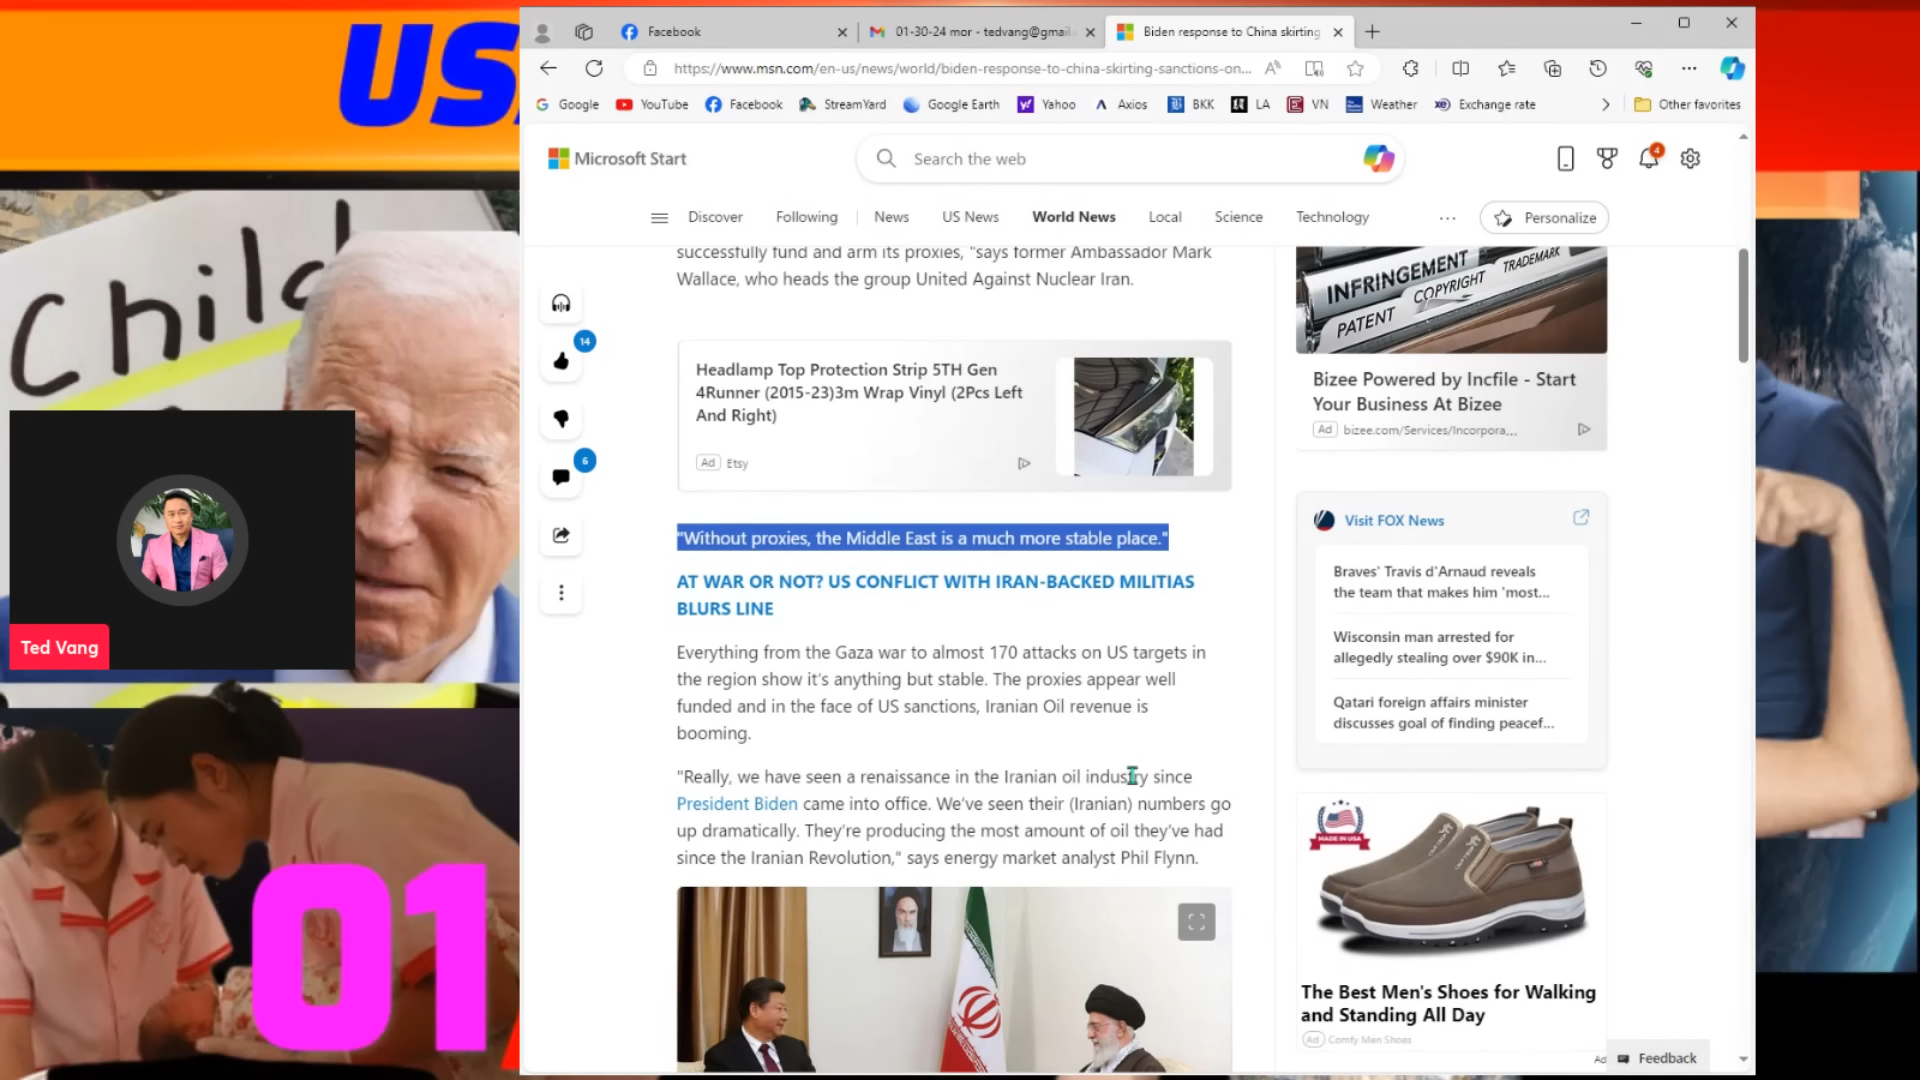 US
Child
Ted Vang
01
Facebook
01-30-24 mor - tedvang@gmail.
Biden response to China skirting
https://www.msn.com/en-us/news/world/biden-response-to-china-skirting-sanctions-on...
Google
YouTube
Facebook
StreamYard
Google Earth
Yahoo
Axios
BKK
LA
VN
Weather
Exchange rate
Other favorites
Microsoft Start
Search the web
4
Discover
Following
News
US News
World News
Local
Science
Technology
Personalize
14
6
successfully fund and arm its proxies, "says former Ambassador Mark
Wallace, who heads the group United Against Nuclear Iran.
Headlamp Top Protection Strip 5TH Gen
4Runner (2015-23)3m Wrap Vinyl (2Pcs Left
And Right)
Ad Etsy
"Without proxies, the Middle East is a much more stable place."
AT WAR OR NOT? US CONFLICT WITH IRAN-BACKED MILITIAS
BLURS LINE
Everything from the Gaza war to almost 170 attacks on US targets in
the region show it's anything but stable. The proxies appear well
funded and in the face of US sanctions, Iranian Oil revenue is
booming.
"Really, we have seen a renaissance in the Iranian oil industry since
President Biden came into office. We've seen their (Iranian) numbers go
up dramatically. They're producing the most amount of oil they've had
since the Iranian Revolution," says energy market analyst Phil Flynn.
INFRINGEMENT
COPYRIGHT
TRADEMARK
PATENT
Bizee Powered by Incfile - Start
Your Business At Bizee
Ad bizee.com/Services/Incorpora...
Visit FOX News
Braves' Travis d'Arnaud reveals
the team that makes him 'most...
Wisconsin man arrested for
allegedly stealing over $90K in...
Qatari foreign affairs minister
discusses goal of finding peacef...
MADE IN USA
The Best Men's Shoes for Walking
and Standing All Day
Ad Comfy Men Shoes
Ad
Feedback